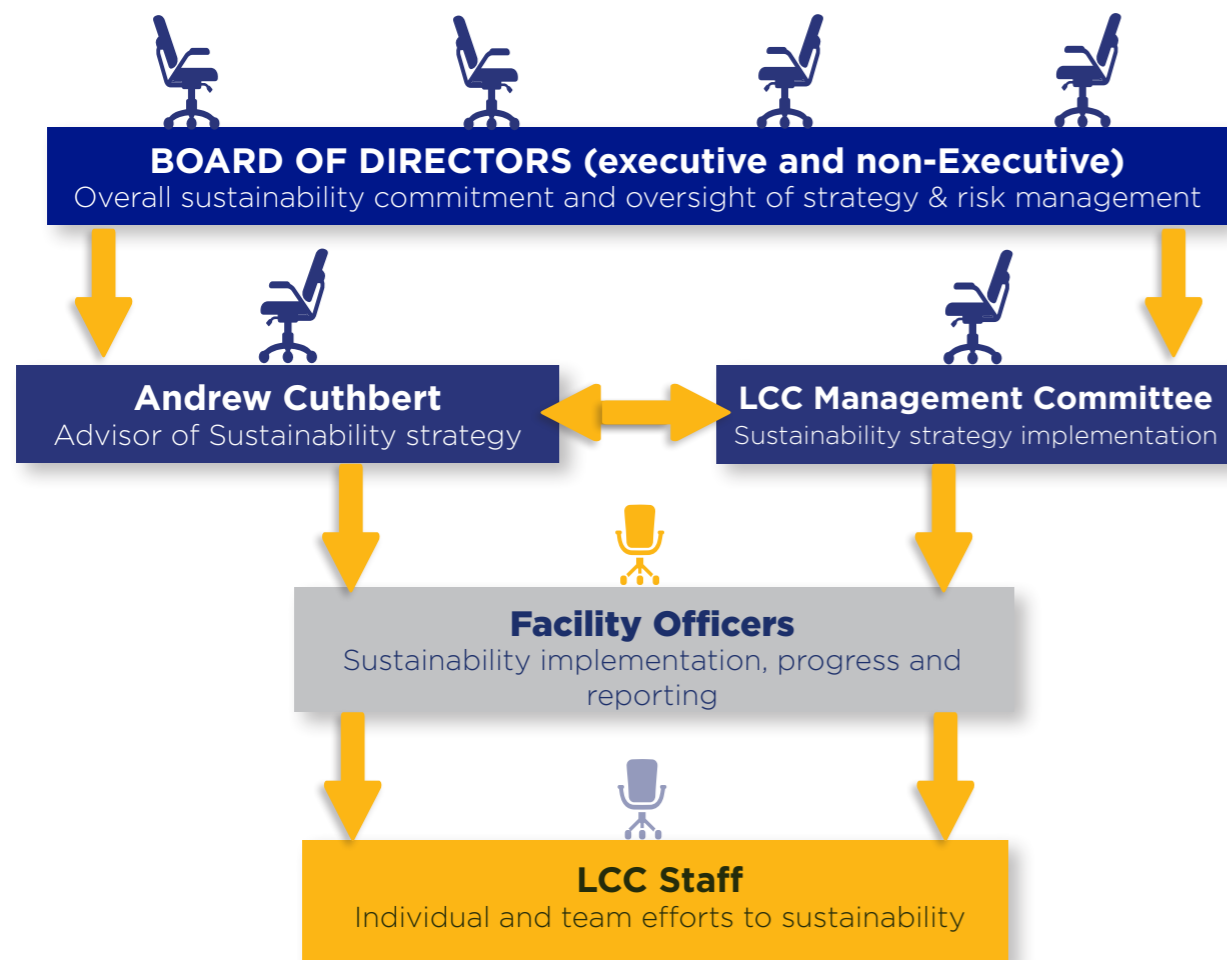 BOARD OF DIRECTORS (executive and non-Executive)
Overall sustainability commitment and oversight of strategy & risk management
Andrew Cuthbert
Advisor of Sustainability strategy
LCC Management Committee
Sustainability strategy implementation
Facility Officers
Sustainability implementation, progress and
reporting
LCC Staff
Individual and team efforts to sustainability